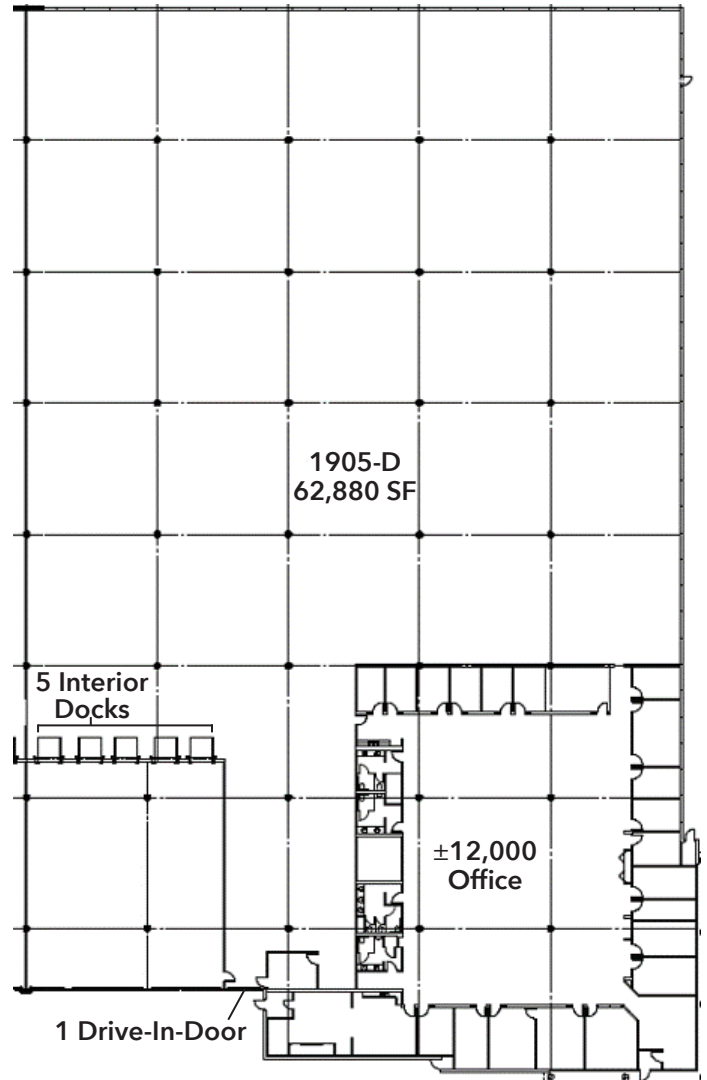 1905-D
62,880 SF
5 Interior
Docks
±12,000
Office
1 Drive-In-Door